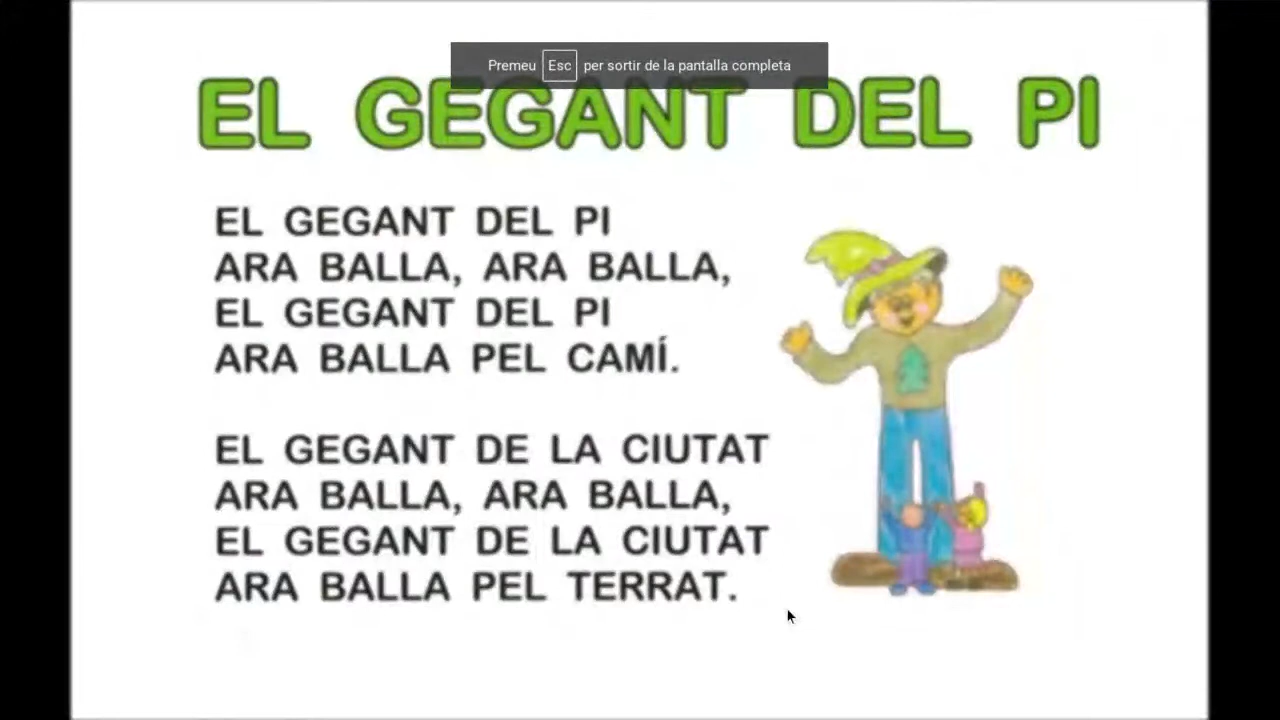 Premeu Esc per sortir de la pantalla completa
EL GEGANT DEL PI
EL GEGANT DEL PI
ARA BALLA, ARA BALLA,
EL GEGANT DEL PI
ARA BALLA PEL CAMÍ.
EL GEGANT DE LA CIUTAT
ARA BALLA, ARA BALLA,
EL GEGANT DE LA CIUTAT
ARA BALLA PEL TERRAT.